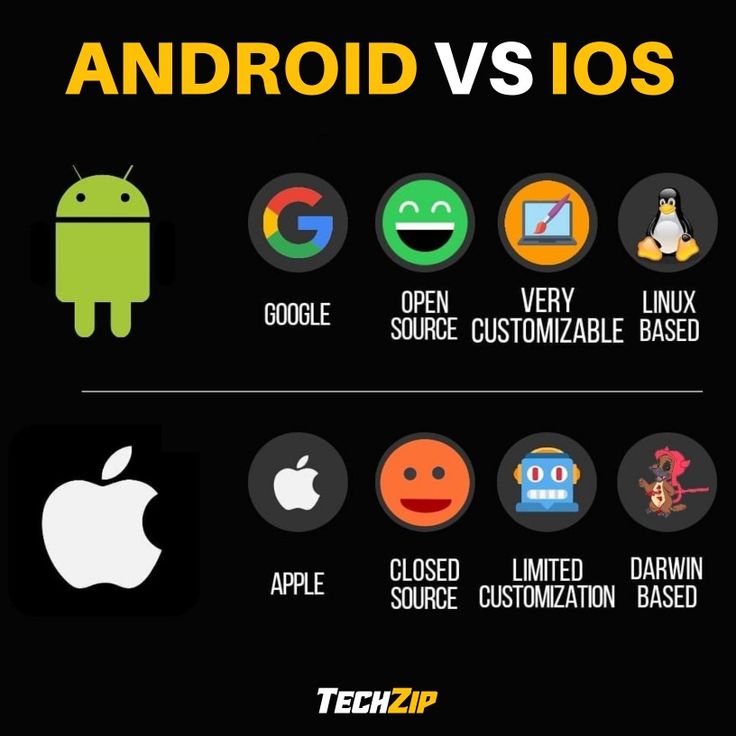 ANDROID VS IOS
GOOGLE
OPEN
SOURCE
VERY
CUSTOMIZABLE
LINUX
BASED
APPLE
CLOSED
SOURCE
LIMITED
CUSTOMIZATION
DARWIN
BASED
TECHZIP